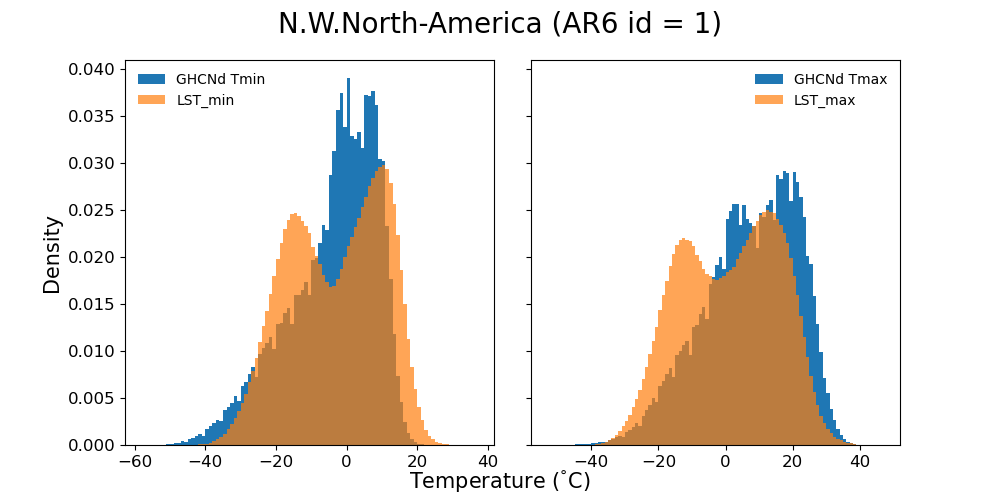 N.W.North-America (AR6 id = 1)
GHCNd Tmin
LST_min
GHCNd Tmax
LST_max
0.040
0.035
0.030
0.025
0.020
0.015
0.010
0.005
0.000
Density
−60 −40 −20 0 20 40
−40 −20 0 20 40
Temperature (˚C)